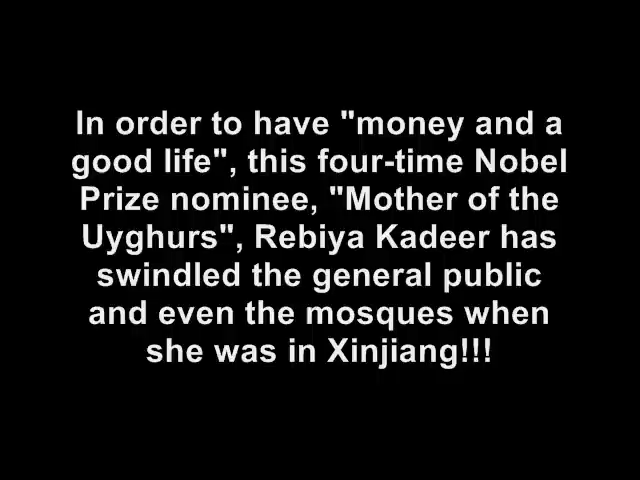 In order to have "money and a
good life", this four-time Nobel
Prize nominee, "Mother of the
Uyghurs", Rebiya Kadeer has
swindled the general public
and even the mosques when
she was in Xinjiang!!!